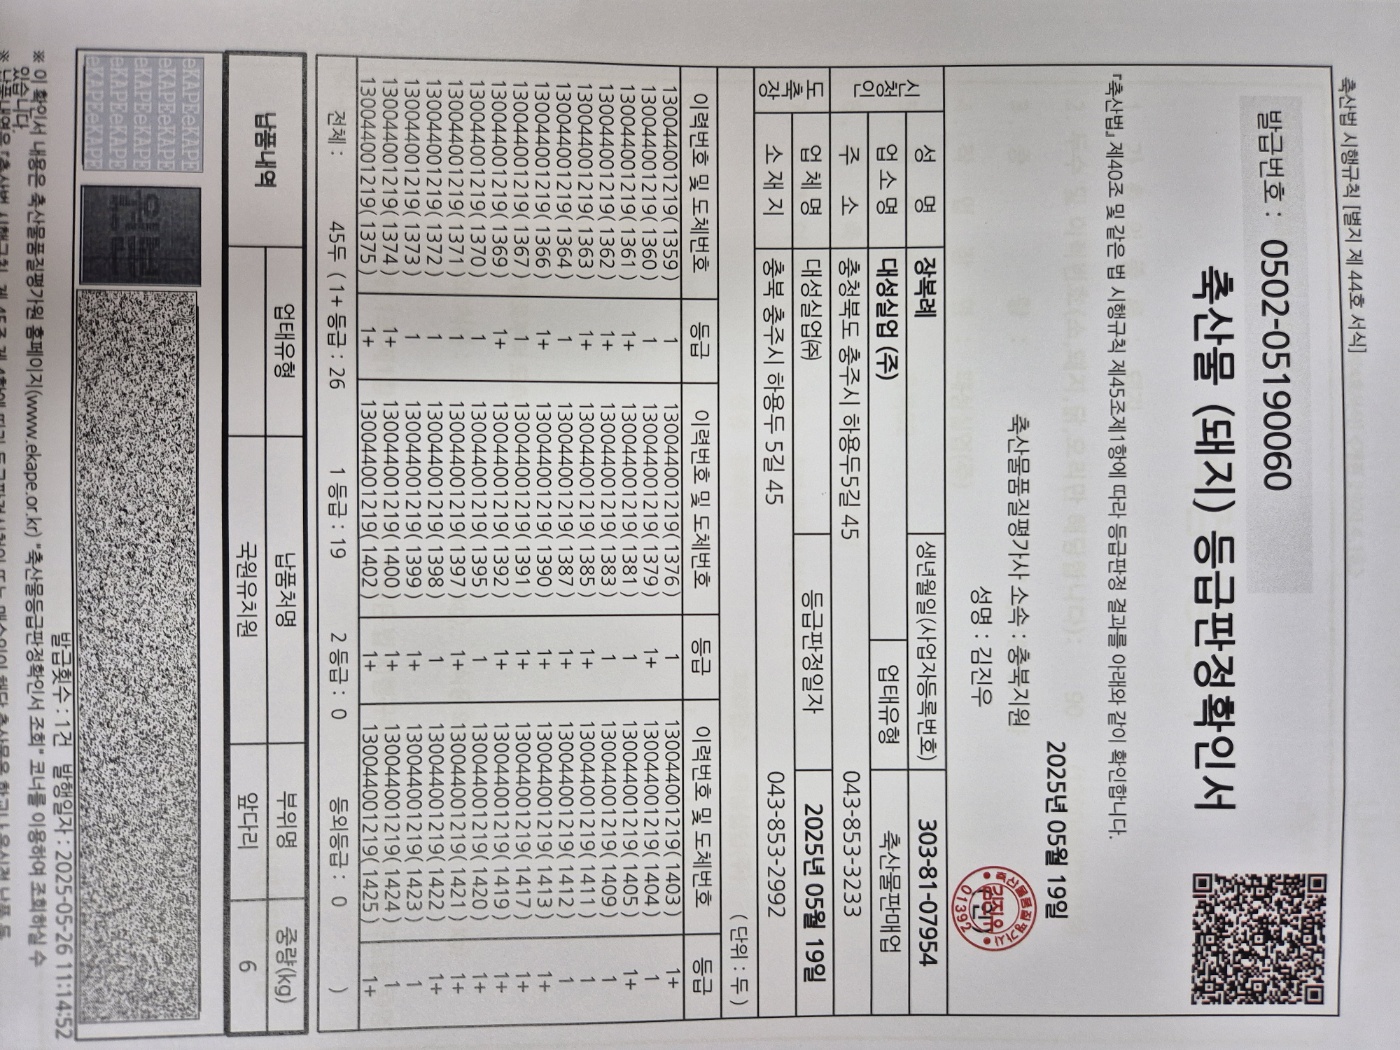 축산법 시행규칙 [별지 제 44호 서식]
발급번호 : 0502-05190060
축산물 (돼지) 등급판정확인서
「축산법」 제40조 및 같은 법 시행규칙 제45조제1항에 따라 등급판정 결과를 아래와 같이 확인합니다.
2025년 05월 19일
축산물품질평가사 소속 : 충북지원
성명 : 김진우 (인)
축산물품질평가사
김진우
01392
신청인 성 명 장복례 생년월일(사업자등록번호) 303-81-07954
업소명 대성실업 (주) 업태유형 축산물판매업
주 소 충청북도 충주시 하용두5길 45 043-853-3233
도축장 업체명 대성실업㈜ 등급판정일자 2025년 05월 19일
소재지 충북 충주시 하용두 5길 45 043-853-2992
( 단위 : 두 )
이력번호 및 도체번호 등급 이력번호 및 도체번호 등급 이력번호 및 도체번호 등급
130044001219( 1359 ) 1 130044001219( 1376 ) 1 130044001219( 1403 ) 1+
130044001219( 1360 ) 1 130044001219( 1379 ) 1+ 130044001219( 1404 ) 1
130044001219( 1361 ) 1+ 130044001219( 1381 ) 1 130044001219( 1405 ) 1+
130044001219( 1362 ) 1+ 130044001219( 1383 ) 1 130044001219( 1409 ) 1
130044001219( 1363 ) 1+ 130044001219( 1385 ) 1+ 130044001219( 1411 ) 1
130044001219( 1364 ) 1 130044001219( 1387 ) 1+ 130044001219( 1412 ) 1
130044001219( 1366 ) 1+ 130044001219( 1390 ) 1+ 130044001219( 1413 ) 1+
130044001219( 1367 ) 1 130044001219( 1391 ) 1+ 130044001219( 1417 ) 1+
130044001219( 1369 ) 1+ 130044001219( 1392 ) 1+ 130044001219( 1419 ) 1+
130044001219( 1370 ) 1 130044001219( 1395 ) 1 130044001219( 1420 ) 1+
130044001219( 1371 ) 1 130044001219( 1397 ) 1+ 130044001219( 1421 ) 1+
130044001219( 1372 ) 1 130044001219( 1398 ) 1 130044001219( 1422 ) 1+
130044001219( 1373 ) 1 130044001219( 1399 ) 1+ 130044001219( 1423 ) 1
130044001219( 1374 ) 1+ 130044001219( 1400 ) 1+ 130044001219( 1424 ) 1
130044001219( 1375 ) 1+ 130044001219( 1402 ) 1+ 130044001219( 1425 ) 1+
전체 : 45두 ( 1+ 등급 : 26 1 등급 : 19 2 등급 : 0 등외등급 : 0 )
납품내역 업태유형 납품처명 부위명 중량(kg)
국원유치원 앞다리 6
eKAPEeKAPE
eKAPEeKAPE
eKAPEeKAPE
eKAPEeKAPE
eKAPEeKAPE
발급횟수 : 1건 발행일자 : 2025-05-26 11:14:52
※ 이 확인서 내용은 축산물품질평가원 홈페이지(www.ekape.or.kr) "축산물등급판정확인서 조회" 코너를 이용하여 조회하실 수
있습니다.